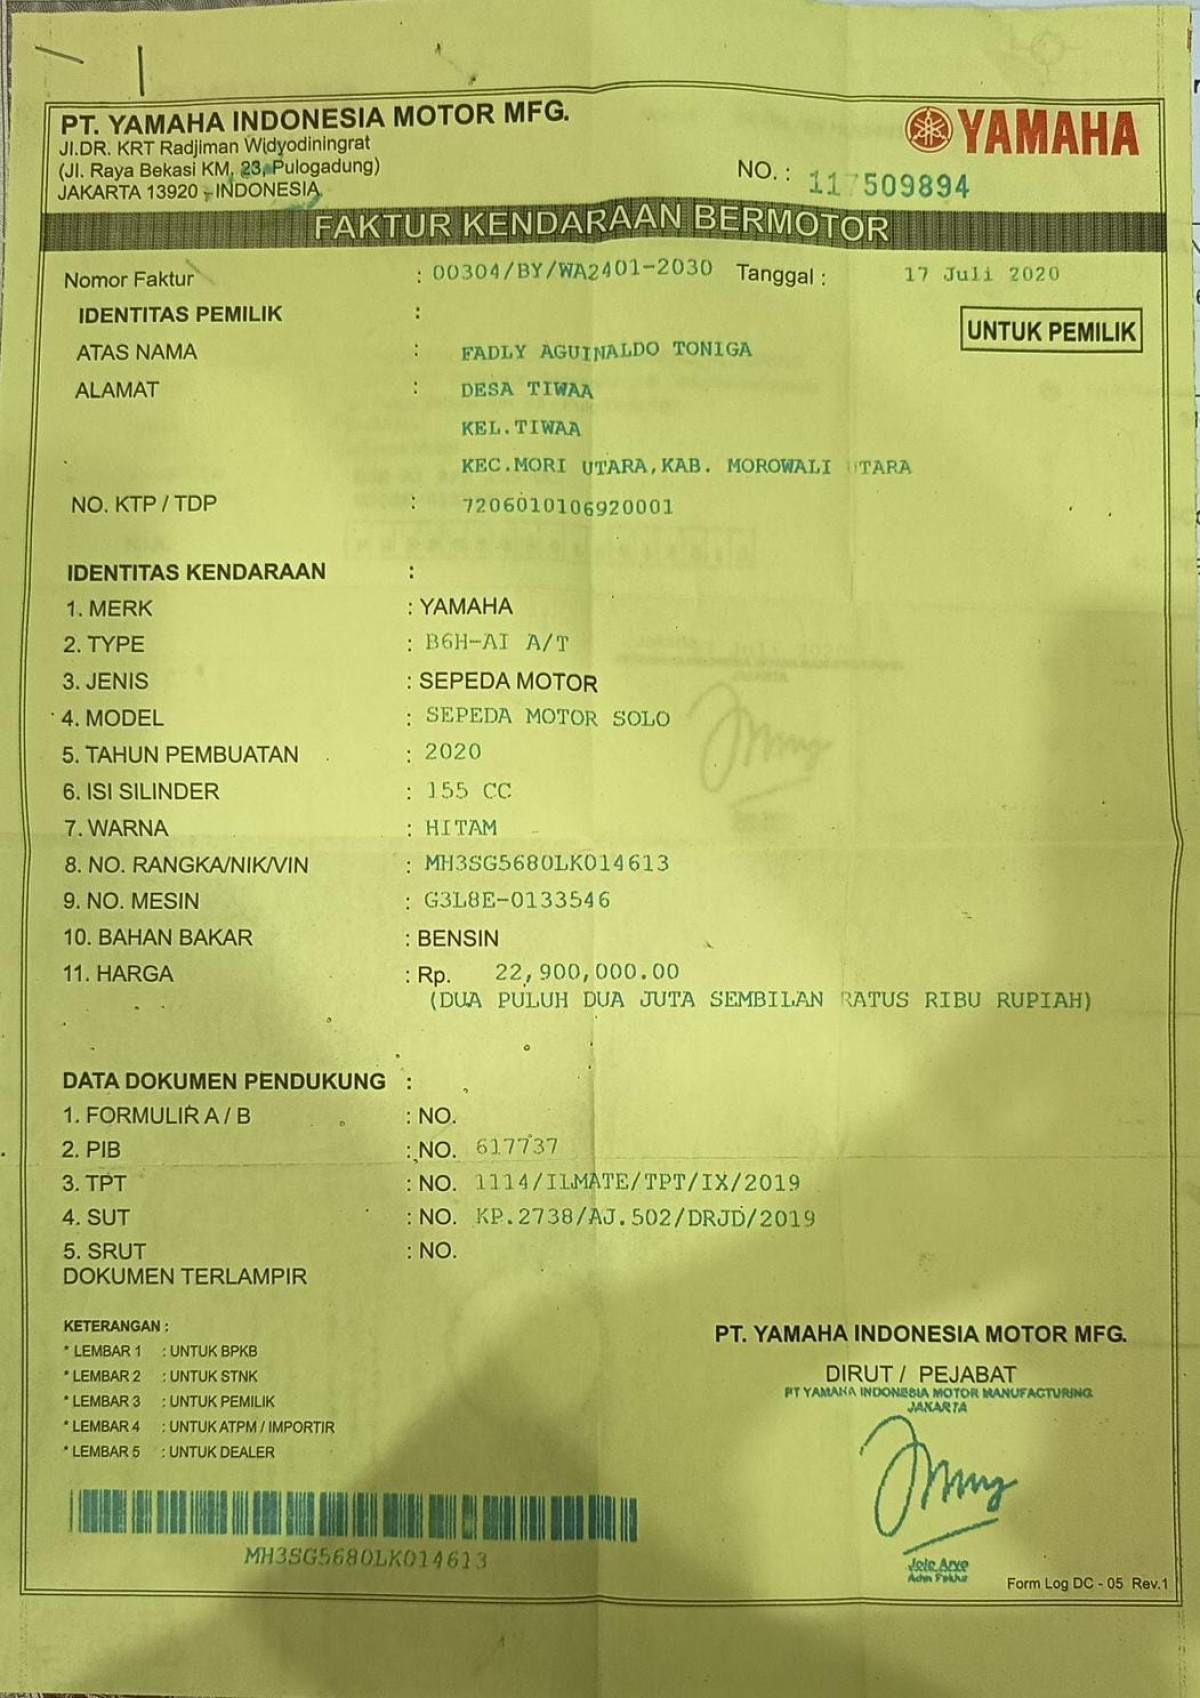 PT. YAMAHA INDONESIA MOTOR MFG.
Jl.DR. KRT Radjiman Widyodiningrat
(Jl. Raya Bekasi KM. 23, Pulogadung)
JAKARTA 13920 - INDONESIA
YAMAHA
NO. : 117509894
FAKTUR KENDARAAN BERMOTOR
Nomor Faktur : 00304/BY/WA2401-2030 Tanggal : 17 Juli 2020
IDENTITAS PEMILIK :
UNTUK PEMILIK
ATAS NAMA : FADLY AGUINALDO TONIGA
ALAMAT : DESA TIWAA
KEL.TIWAA
KEC.MORI UTARA,KAB. MOROWALI UTARA
NO. KTP / TDP : 7206010106920001
IDENTITAS KENDARAAN :
1. MERK : YAMAHA
2. TYPE : B6H-AI A/T
3. JENIS : SEPEDA MOTOR
4. MODEL : SEPEDA MOTOR SOLO
5. TAHUN PEMBUATAN : 2020
6. ISI SILINDER : 155 CC
7. WARNA : HITAM
8. NO. RANGKA/NIK/VIN : MH3SG5680LK014613
9. NO. MESIN : G3L8E-0133546
10. BAHAN BAKAR : BENSIN
11. HARGA : Rp. 22,900,000.00
(DUA PULUH DUA JUTA SEMBILAN RATUS RIBU RUPIAH)
DATA DOKUMEN PENDUKUNG :
1. FORMULIR A / B : NO.
2. PIB : NO. 617737
3. TPT : NO. 1114/ILMATE/TPT/IX/2019
4. SUT : NO. KP.2738/AJ.502/DRJD/2019
5. SRUT : NO.
DOKUMEN TERLAMPIR
KETERANGAN :
* LEMBAR 1 : UNTUK BPKB
* LEMBAR 2 : UNTUK STNK
* LEMBAR 3 : UNTUK PEMILIK
* LEMBAR 4 : UNTUK ATPM / IMPORTIR
* LEMBAR 5 : UNTUK DEALER
PT. YAMAHA INDONESIA MOTOR MFG.
DIRUT / PEJABAT
PT YAMAHA INDONESIA MOTOR MANUFACTURING
JAKARTA
MH3SG5680LK014613
Adm Faktur
Form Log DC - 05 Rev.1